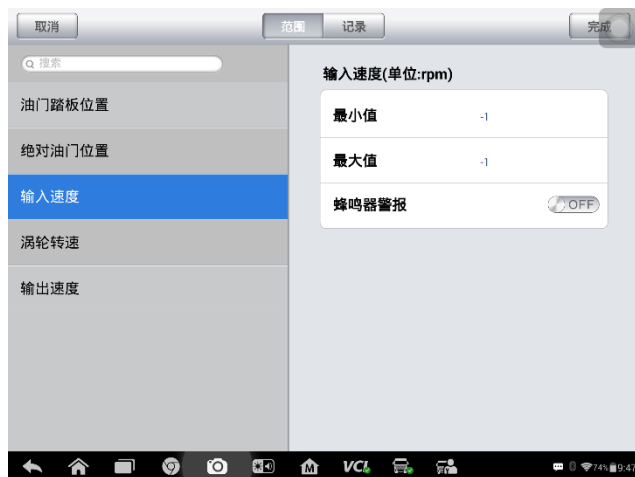 取消
范围
记录
完成
搜索
油门踏板位置
绝对油门位置
输入速度
涡轮转速
输出速度
输入速度(单位:rpm)
最小值 -1
最大值 -1
蜂鸣器警报 OFF
M VCI 74% 9:47